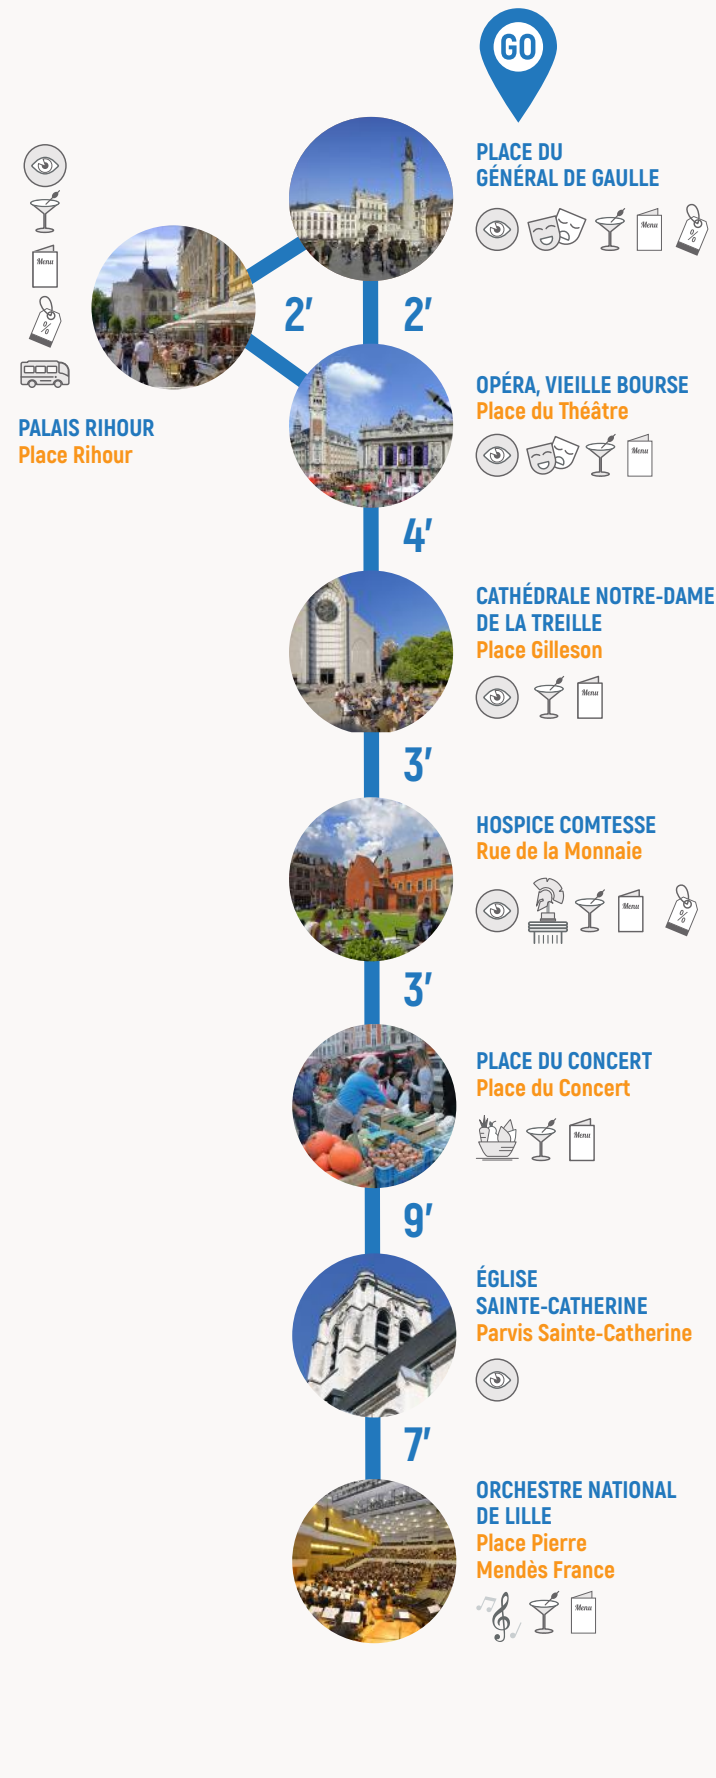 GO
PLACE DU
GÉNÉRAL DE GAULLE
Menu
%
Menu
%
2′
2′
PALAIS RIHOUR
Place Rihour
OPÉRA, VIEILLE BOURSE
Place du Théâtre
Menu
4′
CATHÉDRALE NOTRE-DAME
DE LA TREILLE
Place Gilleson
Menu
3′
HOSPICE COMTESSE
Rue de la Monnaie
Menu
%
3′
PLACE DU CONCERT
Place du Concert
Menu
9′
ÉGLISE
SAINTE-CATHERINE
Parvis Sainte-Catherine
7′
ORCHESTRE NATIONAL
DE LILLE
Place Pierre
Mendès France
Menu